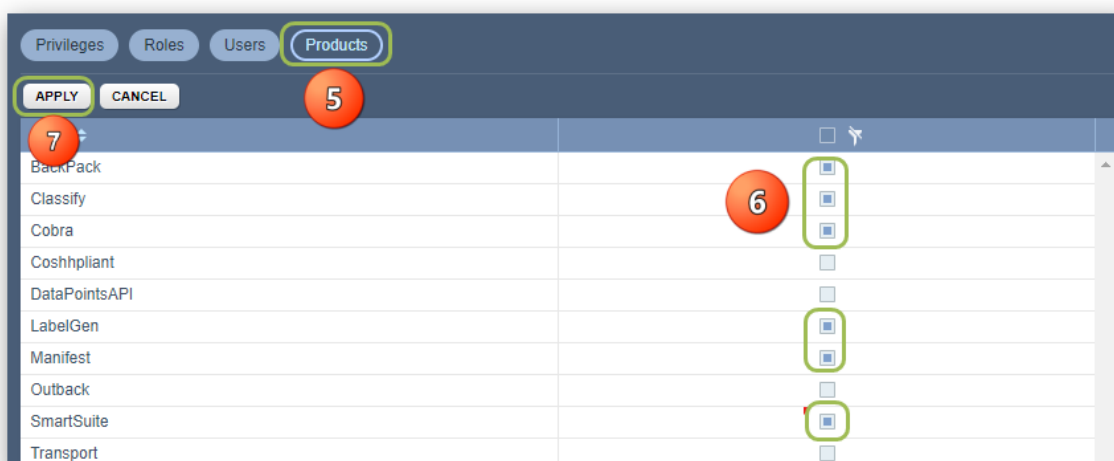 Privileges Roles Users Products
5
APPLY CANCEL
7
BackPack
Classify
6
Cobra
Coshhpliant
DataPointsAPI
LabelGen
Manifest
Outback
SmartSuite
Transport